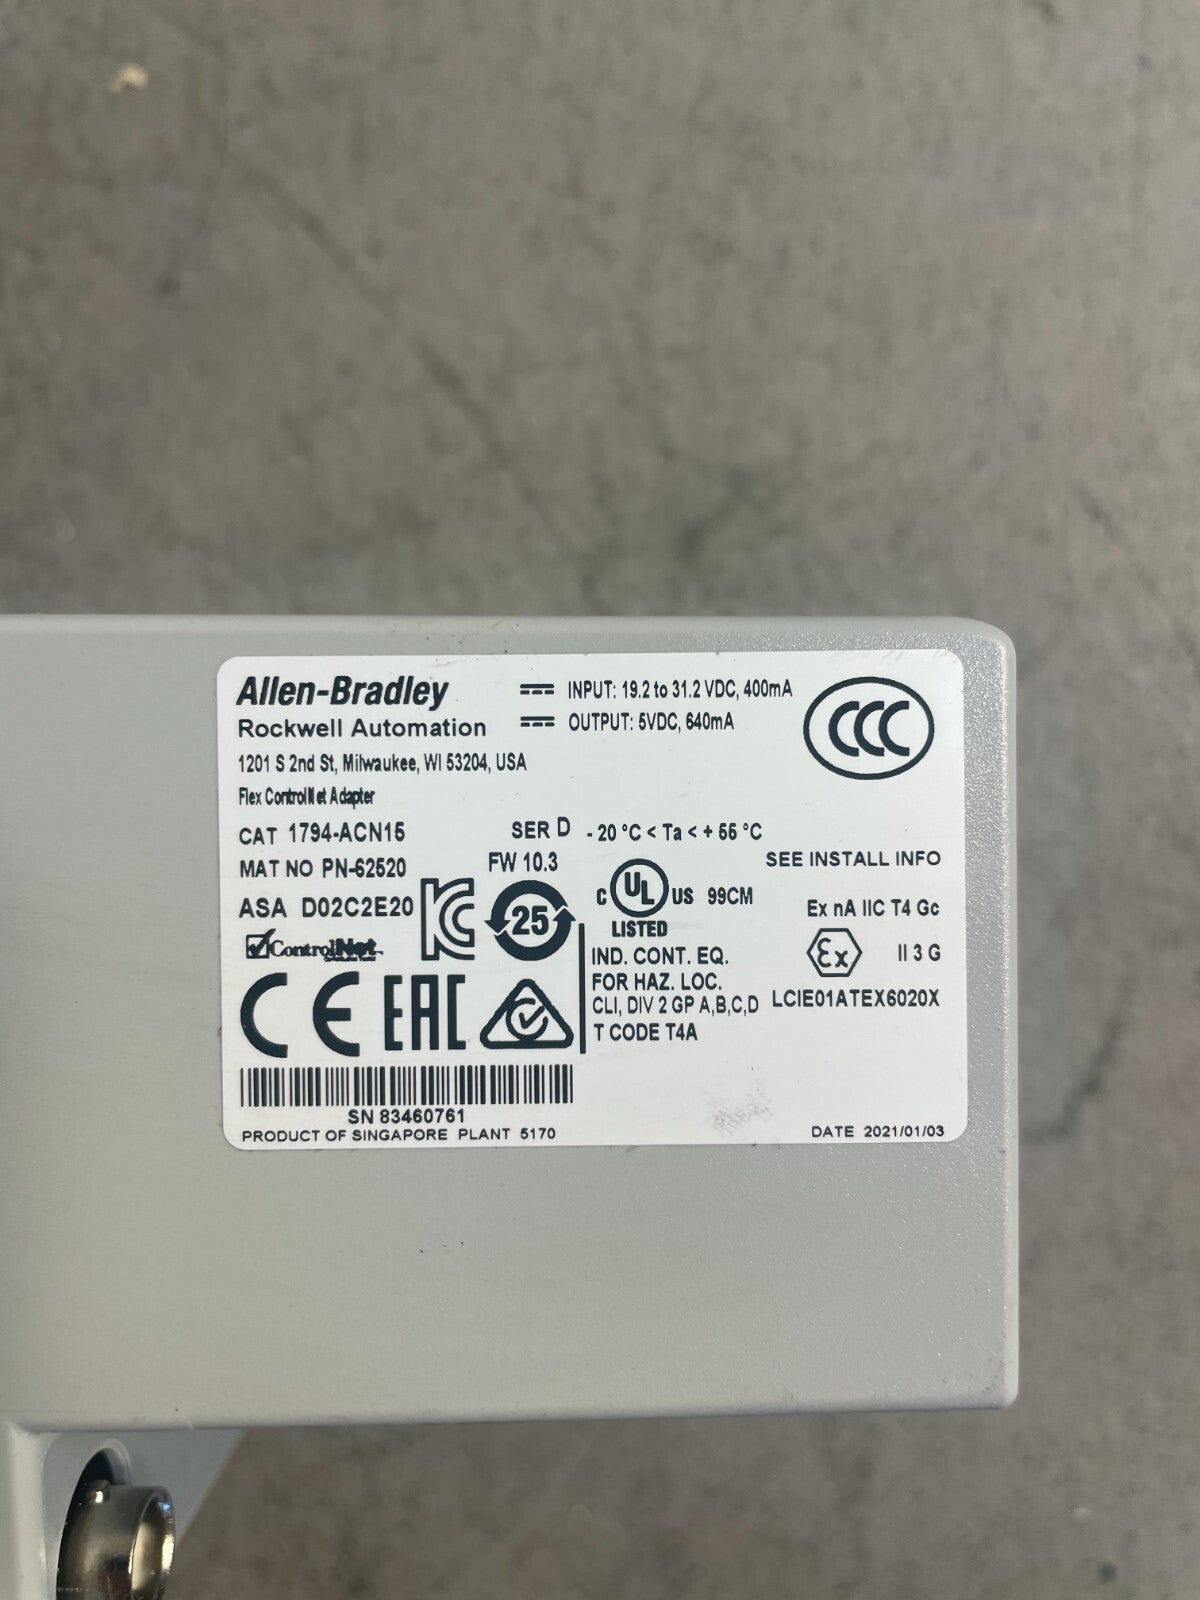 Allen-Bradley
Rockwell Automation
1201 S 2nd St, Milwaukee, WI 53204, USA
Flex ControlNet Adapter
INPUT: 19.2 to 31.2 VDC, 400mA
OUTPUT: 5VDC, 640mA
CCC
CAT 1794-ACN15
SER D
- 20 °C < Ta < + 55 °C
MAT NO PN-62520
FW 10.3
SEE INSTALL INFO
ASA D02C2E20
KC
25
C UL US 99CM
LISTED
Ex nA IIC T4 Gc
ControlNet
IND. CONT. EQ.
FOR HAZ. LOC.
CLI, DIV 2 GP A,B,C,D
T CODE T4A
Ex II 3 G
LCIE01ATEX6020X
CE EAC
SN 83460761
PRODUCT OF SINGAPORE PLANT 5170
DATE 2021/01/03